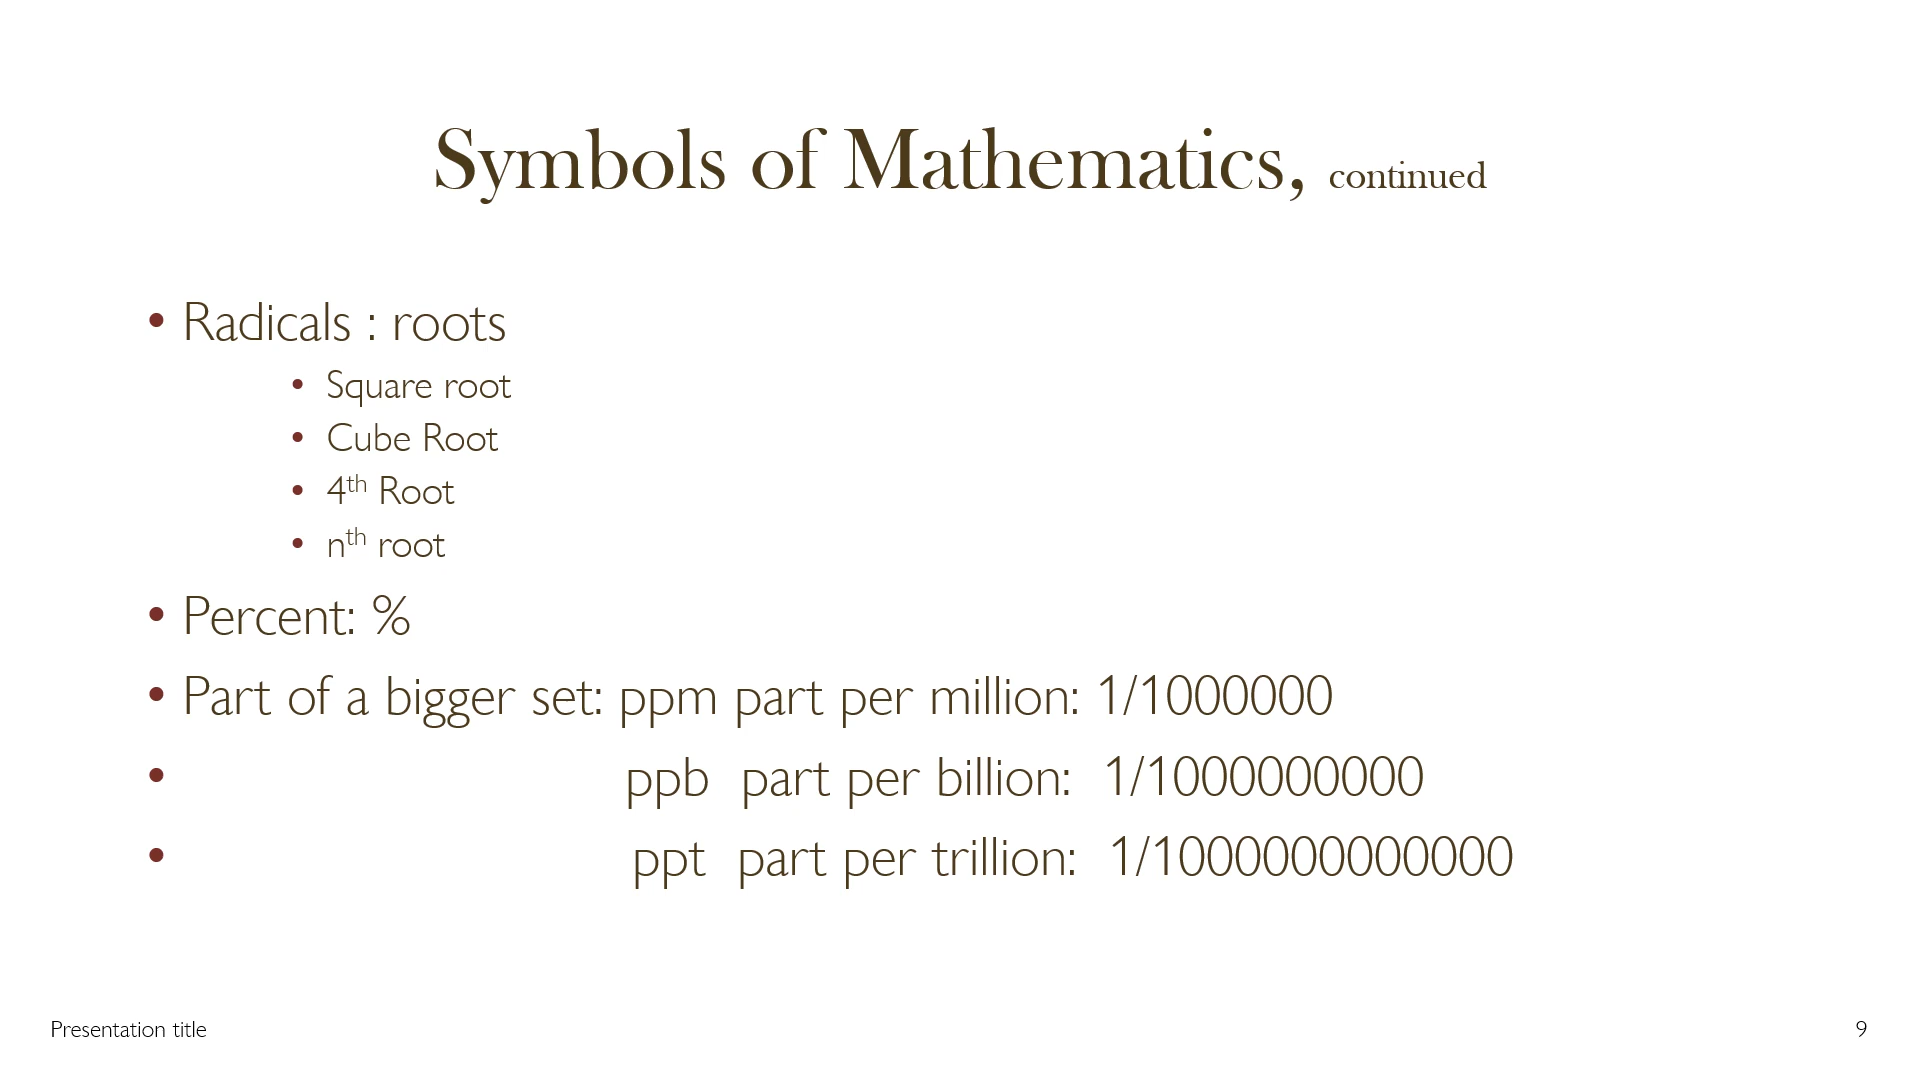 Symbols of Mathematics, continued
• Radicals : roots
• Square root
• Cube Root
• 4th Root
• nth root
• Percent: %
• Part of a bigger set: ppm part per million: 1/1000000
• ppb part per billion: 1/1000000000
• ppt part per trillion: 1/1000000000000
Presentation title
9